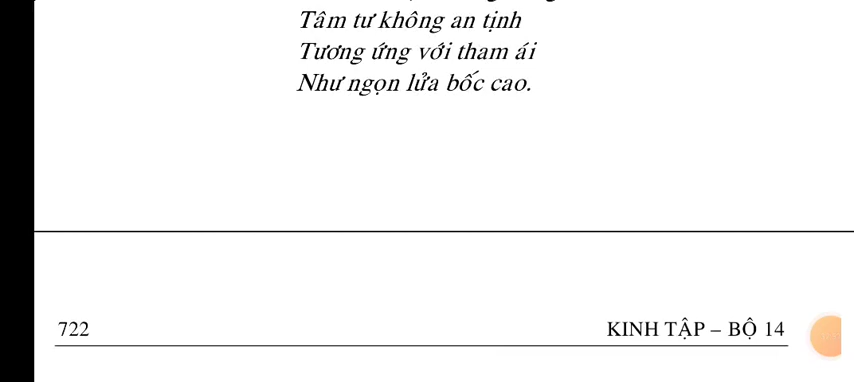 Tâm tư không an tịnh
Tương ứng với tham ái
Như ngọn lửa bốc cao.
722
KINH TẬP – BỘ 14